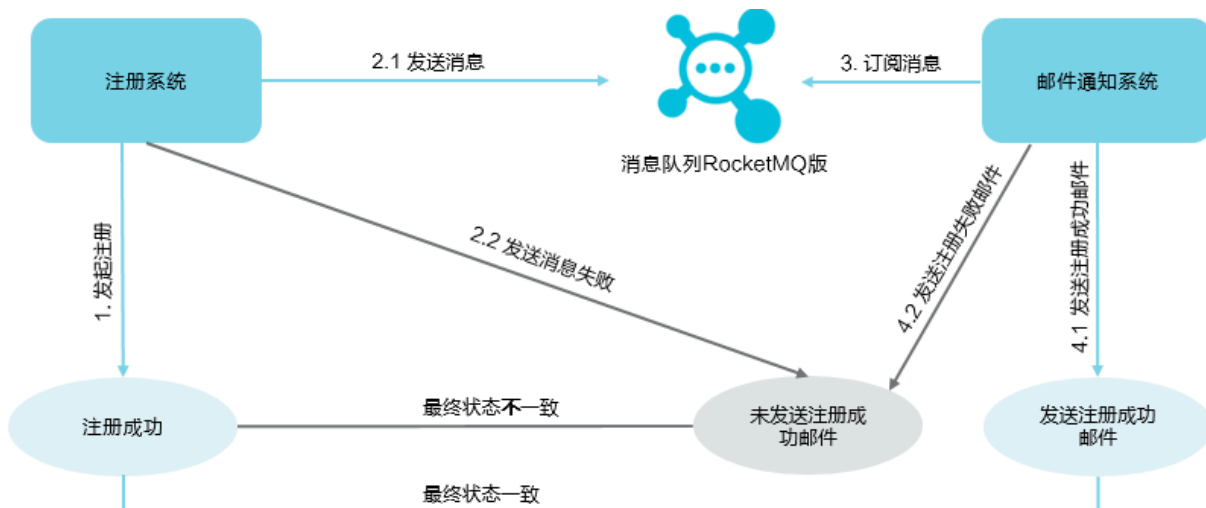 注册系统
2.1 发送消息
3. 订阅消息
邮件通知系统
消息队列RocketMQ版
1. 发起注册
2.2 发送消息失败
4.2 发送注册失败邮件
4.1 发送注册成功邮件
注册成功
最终状态不一致
未发送注册成
功邮件
发送注册成功
邮件
最终状态一致